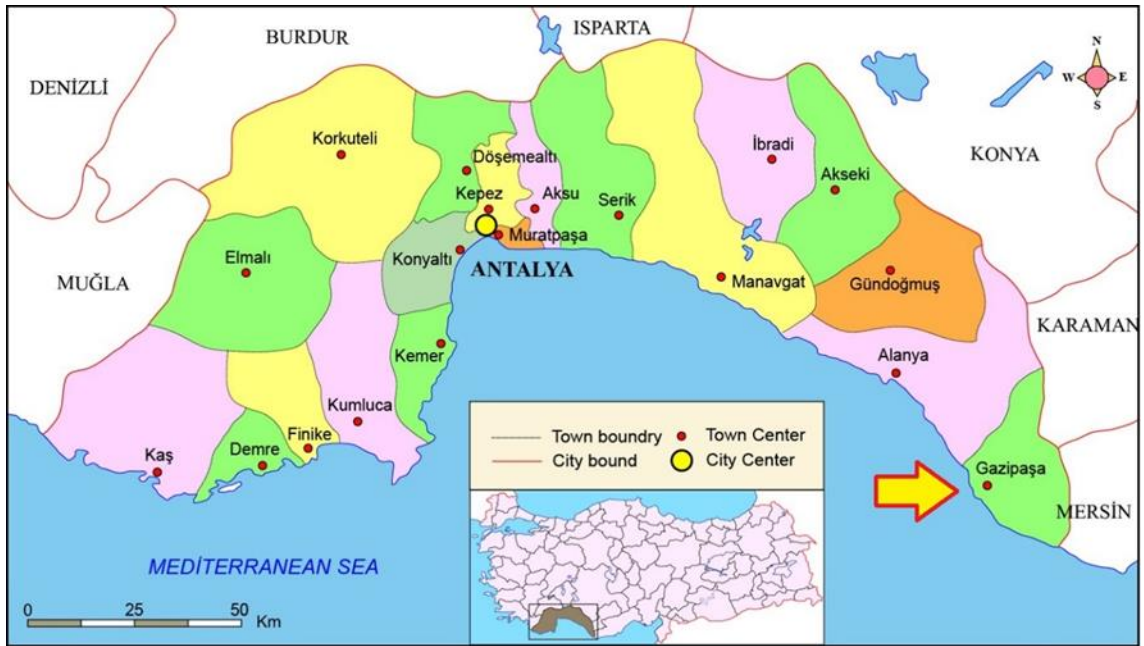 BURDUR
ISPARTA
DENİZLİ
N
W
E
S
KONYA
Korkuteli
Döşemealtı
Kepez
Aksu
Serik
İbradi
Akseki
Muratpaşa
Konyaltı
ANTALYA
Elmalı
MUĞLA
Manavgat
Gündoğmuş
KARAMAN
Kemer
Alanya
Kumluca
Finike
Demre
Kaş
Town boundry
Town Center
City bound
City Center
Gazipaşa
MERSİN
MEDİTERRANEAN SEA
0 25 50
Km